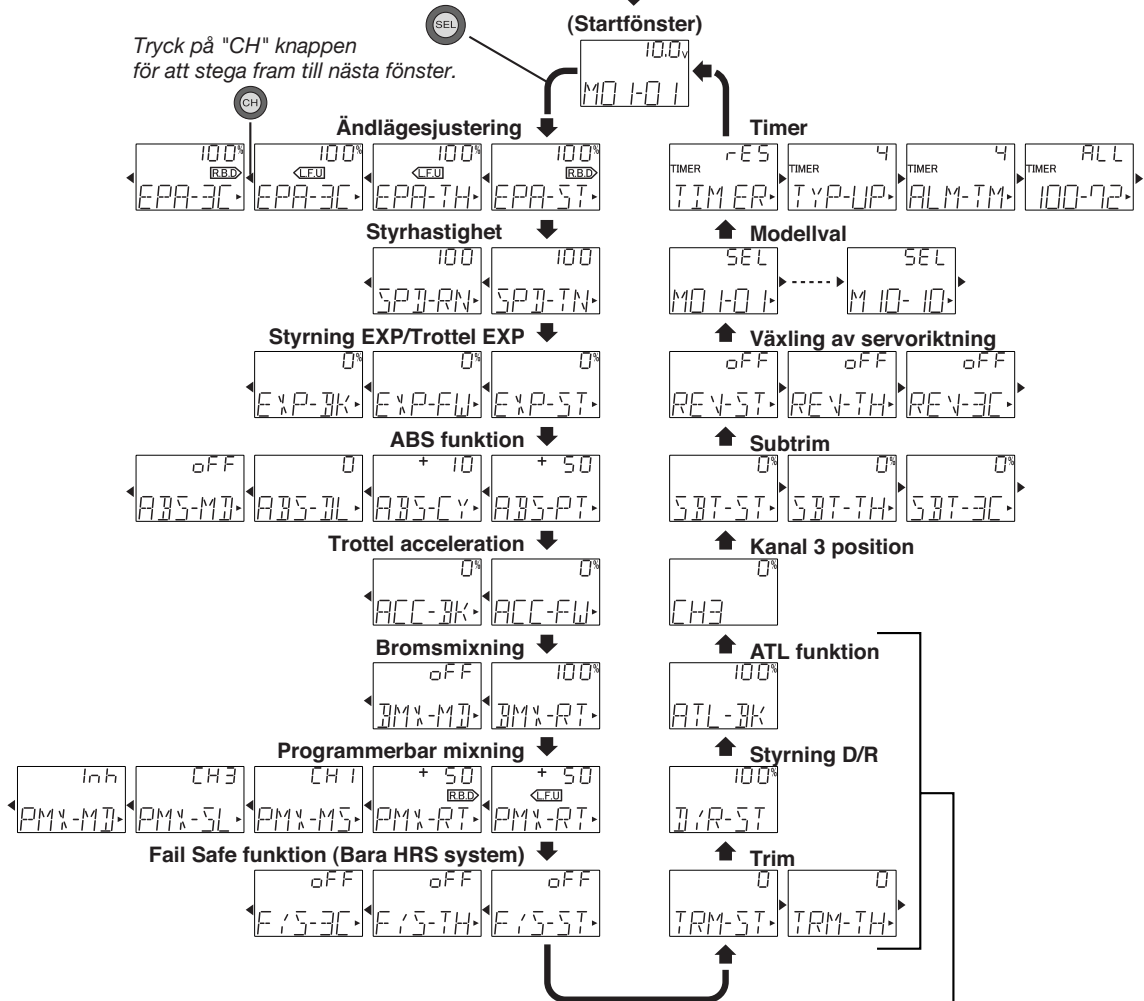 SEL
(Startfönster)
10.0v
M01-01
Tryck på "CH" knappen
för att stega fram till nästa fönster.
CH
Ändlägesjustering
100% 100% 100% 100%
R.B.D L.F.U L.F.U R.B.D
EPA-3C EPA-3C EPA-TH EPA-ST
Styrhastighet
100 100
SPD-RN SPD-TN
Styrning EXP/Trottel EXP
0% 0% 0%
EXP-BK EXP-FW EXP-ST
ABS funktion
oFF 0 + 10 + 50
ABS-MD ABS-DL ABS-CY ABS-PT
Trottel acceleration
0% 0%
ACC-BK ACC-FW
Bromsmixning
oFF 100%
BMX-MD BMX-RT
Programmerbar mixning
Inh CH3 CH1 + 50 + 50
R.B.D L.F.U
PMX-MD PMX-SL PMX-MS PMX-RT PMX-RT
Fail Safe funktion (Bara HRS system)
oFF oFF oFF
F/S-3C F/S-TH F/S-ST
Timer
rES 4 4 ALL
TIMER TIMER TIMER TIMER
TIMER TYP-UP ALM-TM 100-72
Modellval
SEL SEL
M01-01 M10-10
Växling av servoriktning
oFF oFF oFF
REV-ST REV-TH REV-3C
Subtrim
0% 0% 0%
SBT-ST SBT-TH SBT-3C
Kanal 3 position
0%
CH3
ATL funktion
100%
ATL-BK
Styrning D/R
100%
D/R-ST
Trim
0 0
TRM-ST TRM-TH